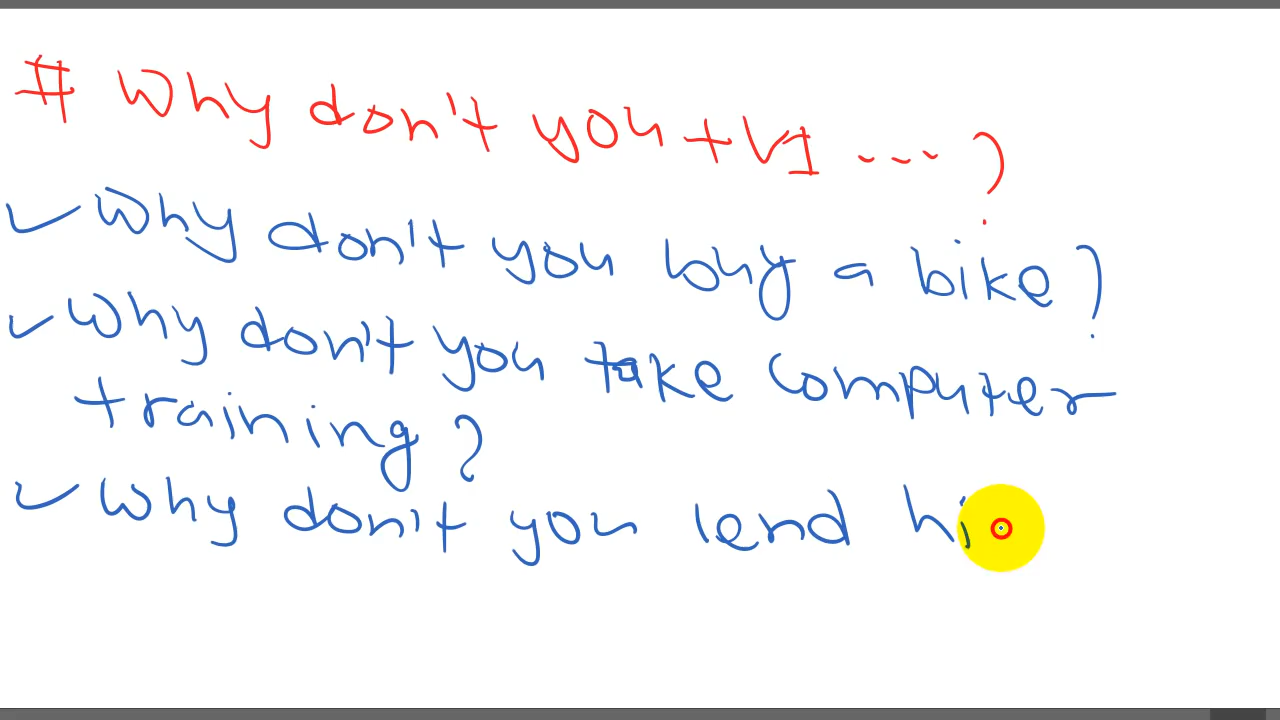 # Why don't you + V1 ... ?
Why don't you buy a bike?
Why don't you take computer
training?
Why don't you lend hi